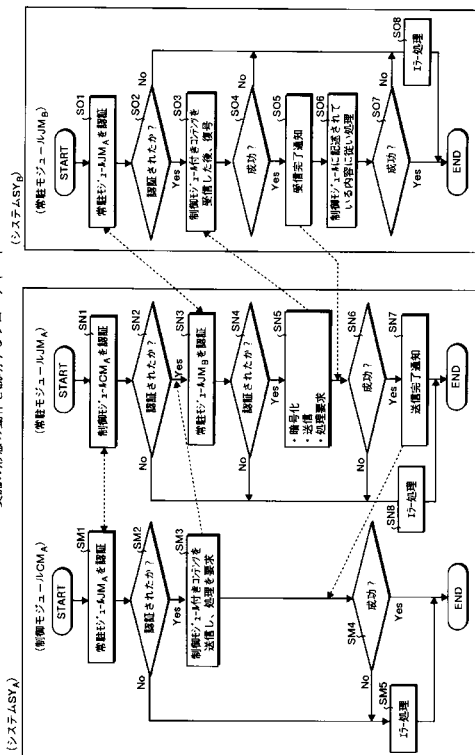 (システムSYA)
(制御モジュールCMA)
START
SM1
常駐モジュールJMAを認証
SM2
認証されたか?
No
Yes
SM3
制御モジュール付きコンテンツを
送信し、処理を要求
SM4
成功?
No
Yes
SM5
エラー処理
END
(常駐モジュールJMA)
START
SN1
制御モジュールCMAを認証
SN2
認証されたか?
No
Yes
SN3
常駐モジュールJMBを認証
SN4
認証されたか?
No
Yes
SN5
・暗号化
・送信
・処理要求
SN6
成功?
No
Yes
SN7
送信完了通知
SN8
エラー処理
END
(システムSYB)
(常駐モジュールJMB)
START
SO1
常駐モジュールJMAを認証
SO2
認証されたか?
No
Yes
SO3
制御モジュール付きコンテンツを
受信した後、復号
SO4
成功?
No
Yes
SO5
受信完了通知
SO6
制御モジュールに記述されて
いる内容に従い処理
SO7
成功?
No
Yes
SO8
エラー処理
END